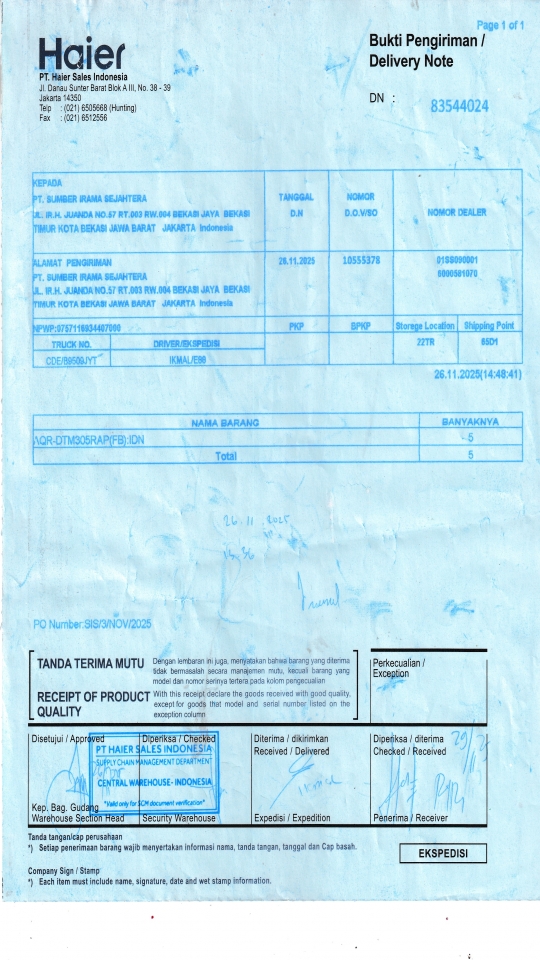 Page 1 of 1
Haier
Bukti Pengiriman /
Delivery Note
PT. Haier Sales Indonesia
Jl. Danau Sunter Barat Blok A III, No. 38 - 39
Jakarta 14350
Telp : (021) 6505668 (Hunting)
Fax : (021) 6512556
DN : 83544024
KEPADA
PT. SUMBER IRAMA SEJAHTERA
JL. IR.H. JUANDA NO.57 RT.003 RW.004 BEKASI JAYA BEKASI
TIMUR KOTA BEKASI JAWA BARAT JAKARTA Indonesia
TANGGAL
D.N
NOMOR
D.O.V/SO
NOMOR DEALER
ALAMAT PENGIRIMAN
PT. SUMBER IRAMA SEJAHTERA
JL. IR.H. JUANDA NO.57 RT.003 RW.004 BEKASI JAYA BEKASI
TIMUR KOTA BEKASI JAWA BARAT JAKARTA Indonesia
26.11.2025
10555378
6000581070
PKP
BPKP
Storage Location
Shipping Point
TRUCK NO.
DRIVER/EKSPEDISI
22TR
65D1
IKMAL/E86
26.11.2025(14:48:41)
NAMA BARANG
BANYAKNYA
AQR-DTM305RAP(FB):IDN
5
Total
5
26.11.2025
PO Number:SIS/3/NOV/2025
TANDA TERIMA MUTU
Dengan lembaran ini juga, menyatakan bahwa barang yang diterima
tidak bermasalah secara manajemen mutu, kecuali barang yang
model dan nomor serinya tertera pada kolom pengecualian
RECEIPT OF PRODUCT
QUALITY
With this receipt declare the goods received with good quality,
except for goods that model and serial number listed on the
exception column
Perkecualian /
Exception
Disetujui / Approved
Diperiksa / Checked
Diterima / dikirimkan
Received / Delivered
Diperiksa / diterima
Checked / Received
PT HAIER SALES INDONESIA
SUPPLY CHAIN MANAGEMENT DEPARTMENT
CENTRAL WAREHOUSE- INDONESIA
"Valid only for SCM document verification"
Kep. Bag. Gudang
Warehouse Section Head
Security Warehouse
Expedisi / Expedition
Penerima / Receiver
Tanda tangan/cap perusahaan
*) Setiap penerimaan barang wajib menyertakan informasi nama, tanda tangan, tanggal dan Cap basah.
EKSPEDISI
Company Sign / Stamp
*) Each item must include name, signature, date and wet stamp information.